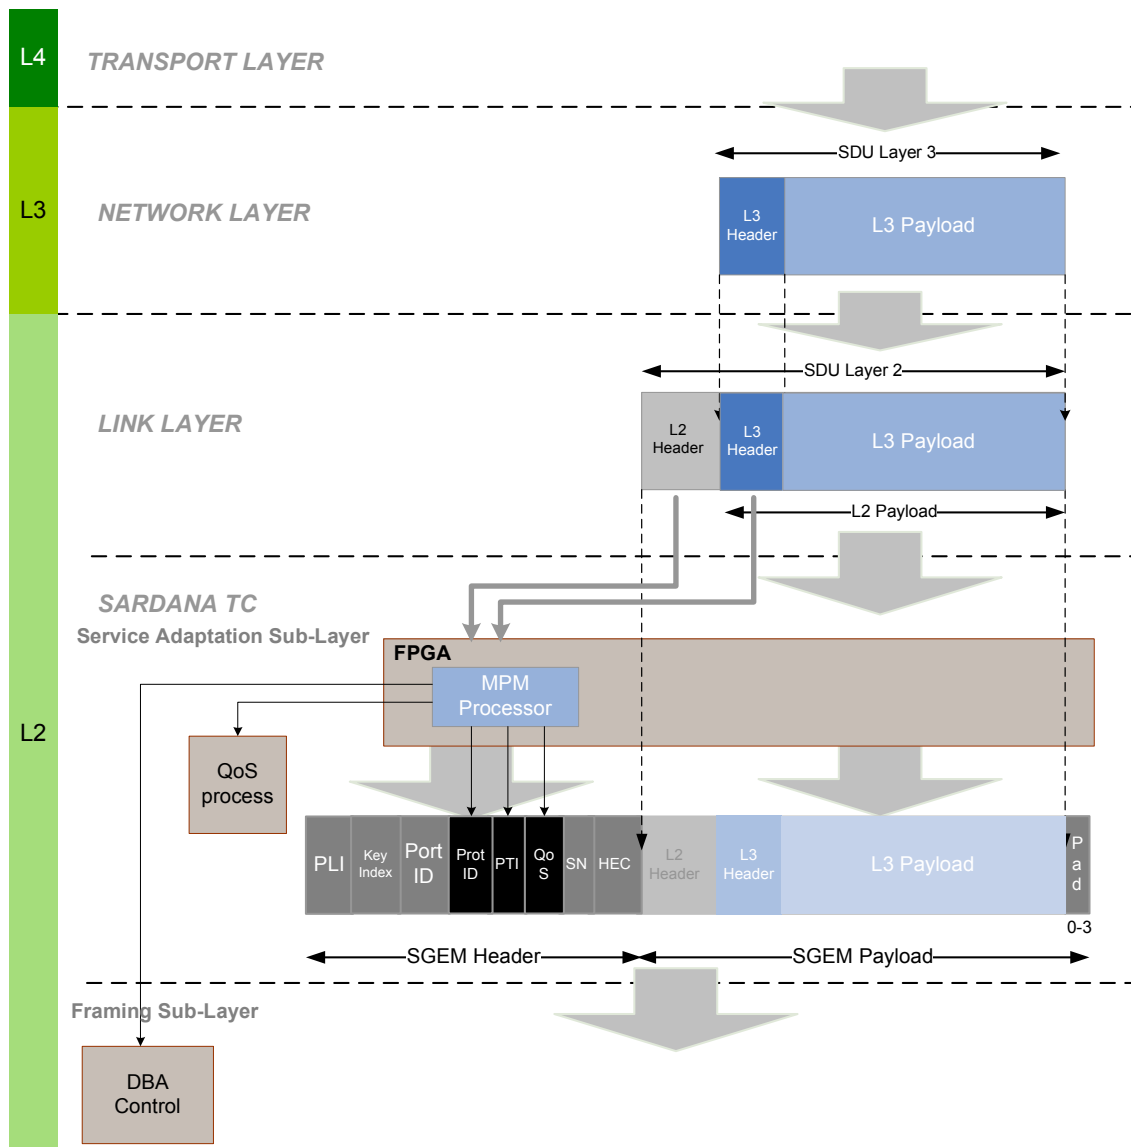 L4
TRANSPORT LAYER
SDU Layer 3
L3
NETWORK LAYER
L3
Header
L3 Payload
SDU Layer 2
LINK LAYER
L2
Header
L3
Header
L3 Payload
L2 Payload
SARDANA TC
Service Adaptation Sub-Layer
FPGA
MPM
Processor
L2
QoS
process
PLI
Key
Index
Port
ID
Prot
ID
PTI
Qo
S
SN
HEC
L2
Header
L3
Header
L3 Payload
P
a
d
0-3
SGEM Header
SGEM Payload
Framing Sub-Layer
DBA
Control